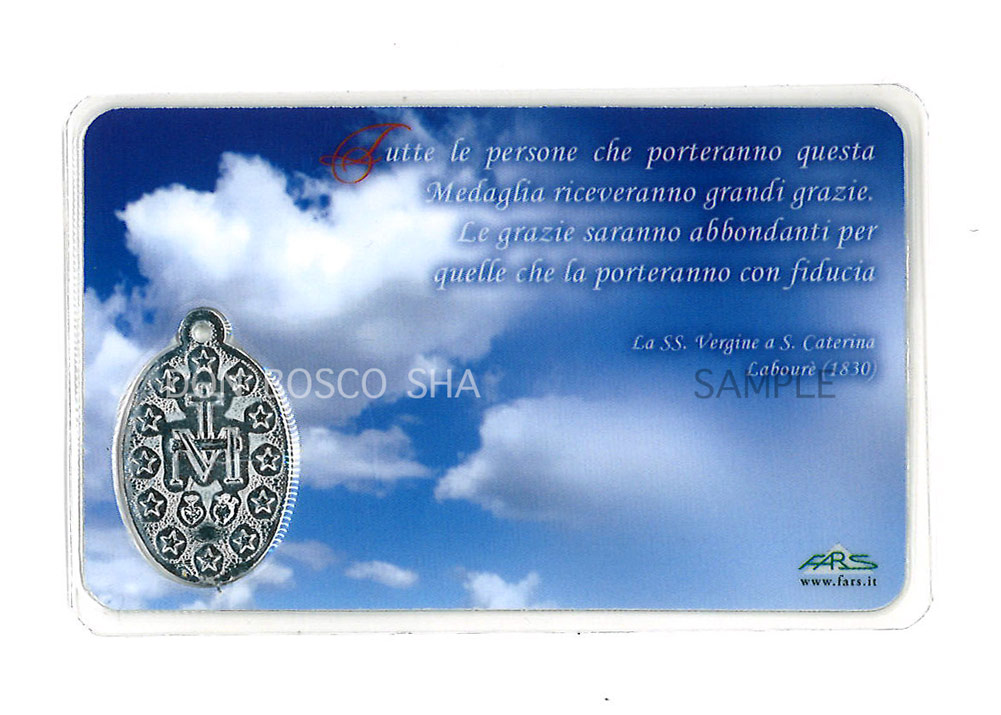 Tutte le persone che porteranno questa
Medaglia riceveranno grandi grazie.
Le grazie saranno abbondanti per
quelle che la porteranno con fiducia
La SS. Vergine a S. Caterina
Labourè (1830)
DON BOSCO SHA SAMPLE
M
FARS
www.fars.it